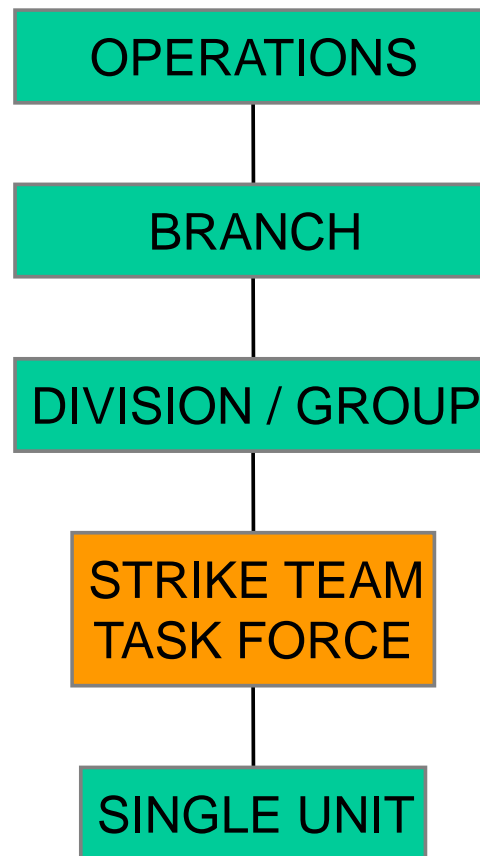 OPERATIONS
BRANCH
DIVISION / GROUP
STRIKE TEAM
TASK FORCE
SINGLE UNIT